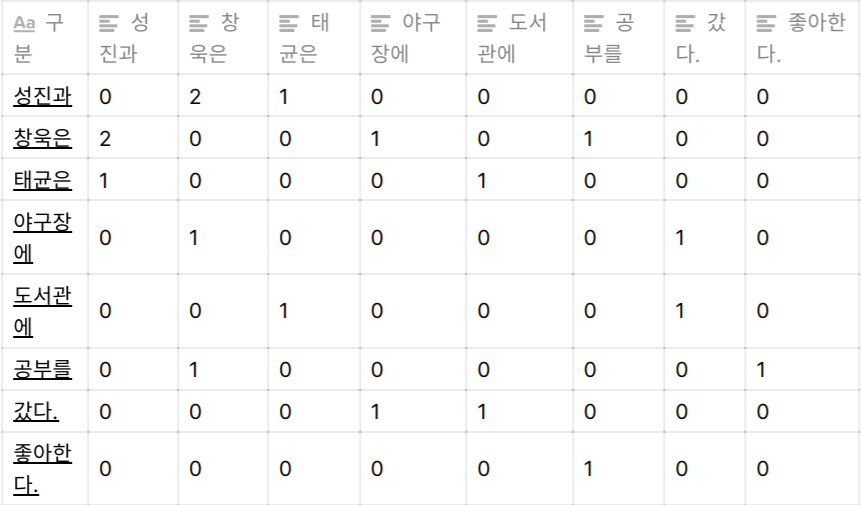 Aa 구분 성진과 창욱은 태균은 야구장에 도서관에 공부를 갔다. 좋아한다.
성진과 0 2 1 0 0 0 0 0
창욱은 2 0 0 1 0 1 0 0
태균은 1 0 0 0 1 0 0 0
야구장에 0 1 0 0 0 0 1 0
도서관에 0 0 1 0 0 0 1 0
공부를 0 1 0 0 0 0 0 1
갔다. 0 0 0 1 1 0 0 0
좋아한다. 0 0 0 0 0 1 0 0